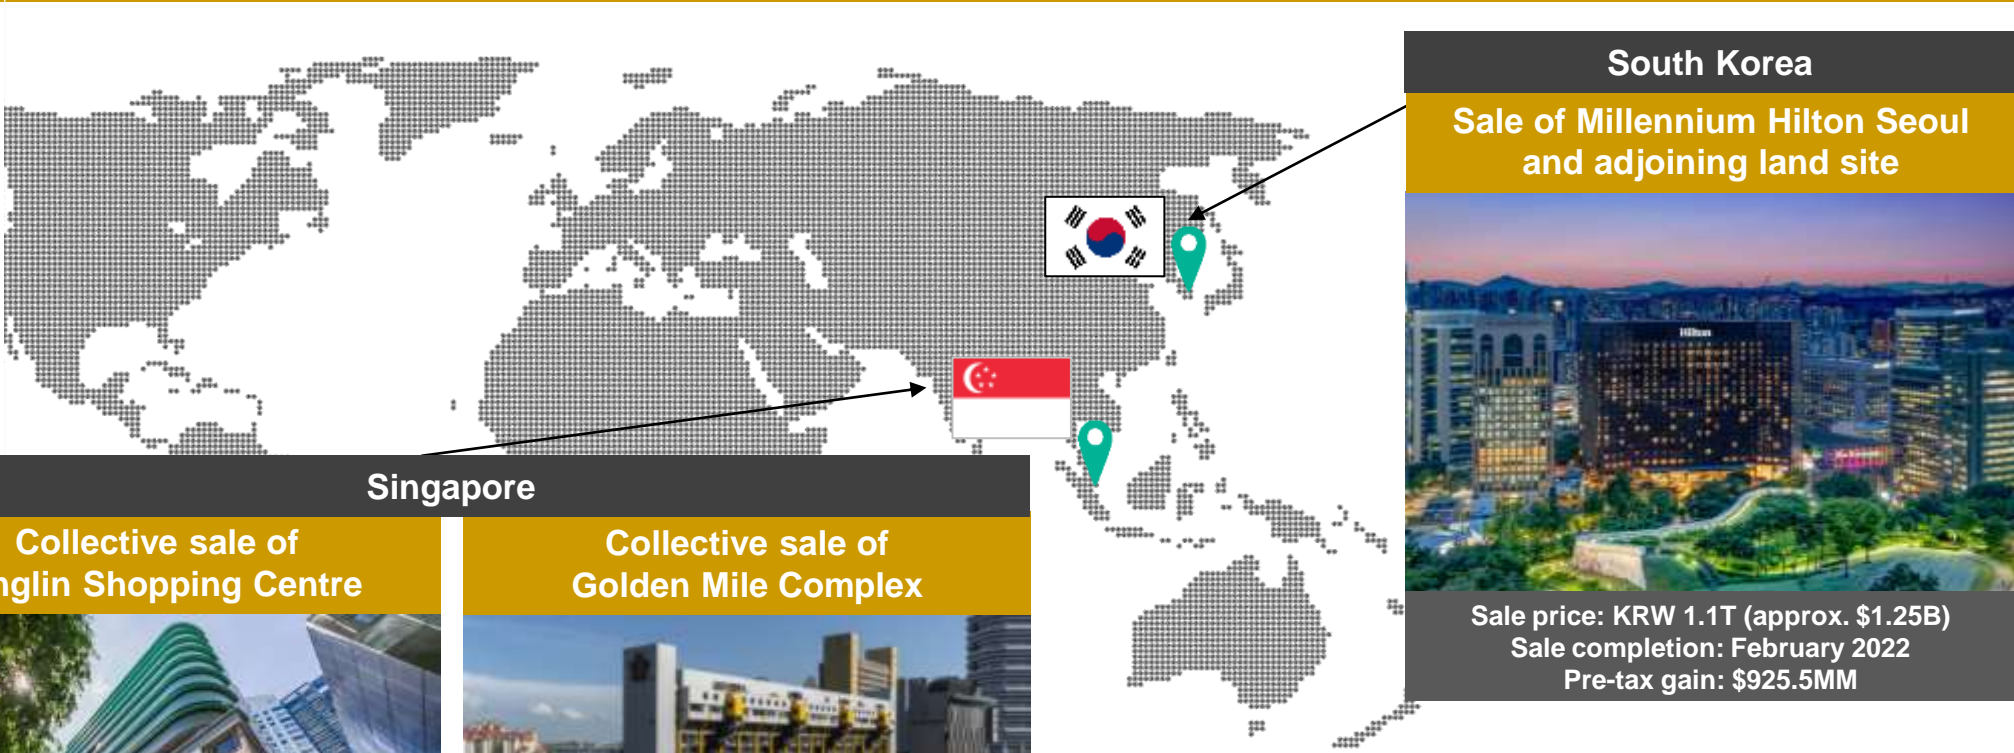 South Korea
Sale of Millennium Hilton Seoul
and adjoining land site
Hilton
Sale price: KRW 1.1T (approx. $1.25B)
Sale completion: February 2022
Pre-tax gain: $925.5MM
Singapore
Collective sale of
nglin Shopping Centre
Collective sale of
Golden Mile Complex